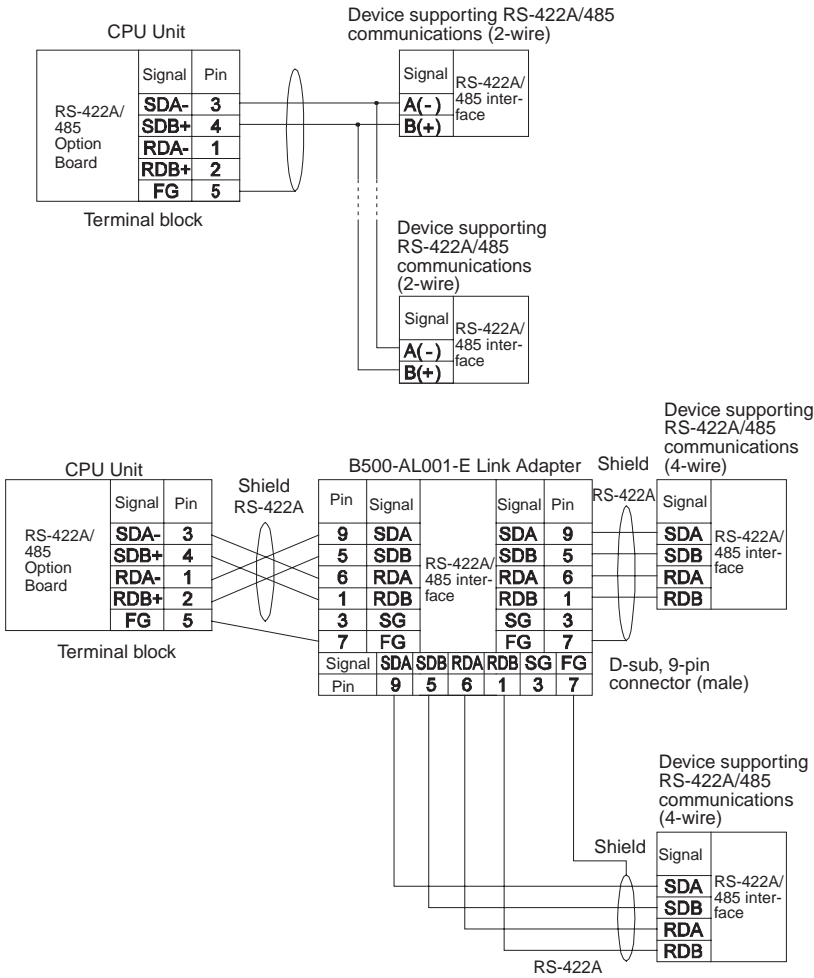 Device supporting RS-422A/485
communications (2-wire)
CPU Unit
Signal Pin
RS-422A/
485
Option
Board
SDA- 3
SDB+ 4
RDA- 1
RDB+ 2
FG 5
Terminal block
Signal
RS-422A/
485 inter-
face
A(-)
B(+)
Device supporting
RS-422A/485
communications
(2-wire)
Signal
RS-422A/
485 inter-
face
A(-)
B(+)
CPU Unit
Signal Pin
RS-422A/
485
Option
Board
SDA- 3
SDB+ 4
RDA- 1
RDB+ 2
FG 5
Terminal block
Shield
RS-422A
B500-AL001-E Link Adapter
Pin Signal
9 SDA
5 SDB
6 RDA
1 RDB
3 SG
7 FG
RS-422A/
485 inter-
face
Signal Pin
SDA 9
SDB 5
RDA 6
RDB 1
SG 3
FG 7
Signal SDA SDB RDA RDB SG FG
Pin 9 5 6 1 3 7
D-sub, 9-pin
connector (male)
Shield
RS-422A
Device supporting
RS-422A/485
communications
(4-wire)
Signal
SDA
SDB
RDA
RDB
RS-422A/
485 inter-
face
Device supporting
RS-422A/485
communications
(4-wire)
Shield
RS-422A
Signal
SDA
SDB
RDA
RDB
RS-422A/
485 inter-
face